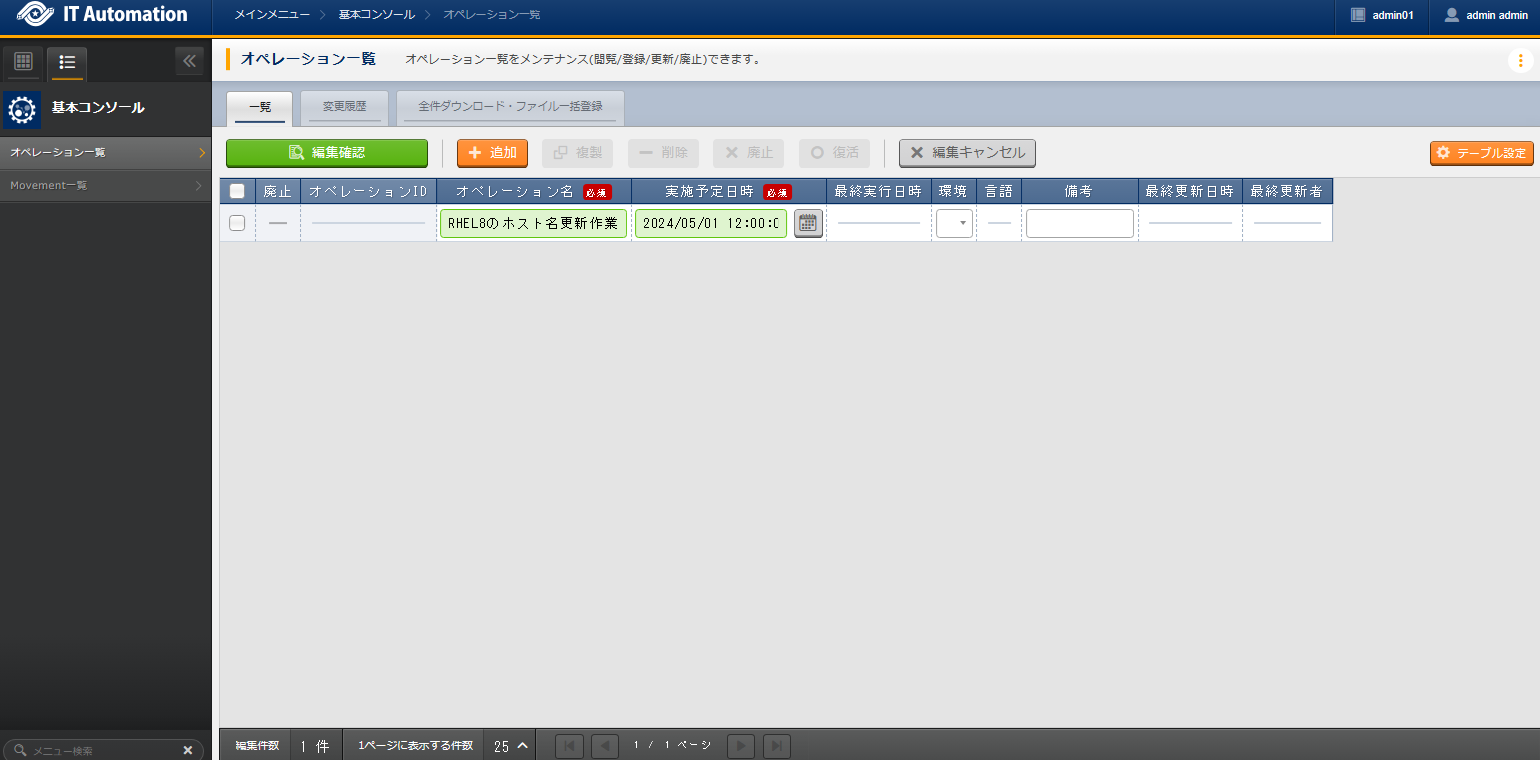 IT Automation
メインメニュー 基本コンソール オペレーション一覧
admin01
admin admin
基本コンソール
オペレーション一覧
Movement一覧
メニュー検索
オペレーション一覧
オペレーション一覧をメンテナンス(閲覧/登録/更新/廃止)できます。
一覧
変更履歴
全件ダウンロード・ファイル一括登録
編集確認
追加
複製
削除
廃止
復活
編集キャンセル
テーブル設定
廃止 オペレーションID オペレーション名 必須 実施予定日時 必須 最終実行日時 環境 言語 備考 最終更新日時 最終更新者
RHEL8のホスト名更新作業 2024/05/01 12:00:0
編集件数 1 件 1ページに表示する件数 25 1 / 1 ページ